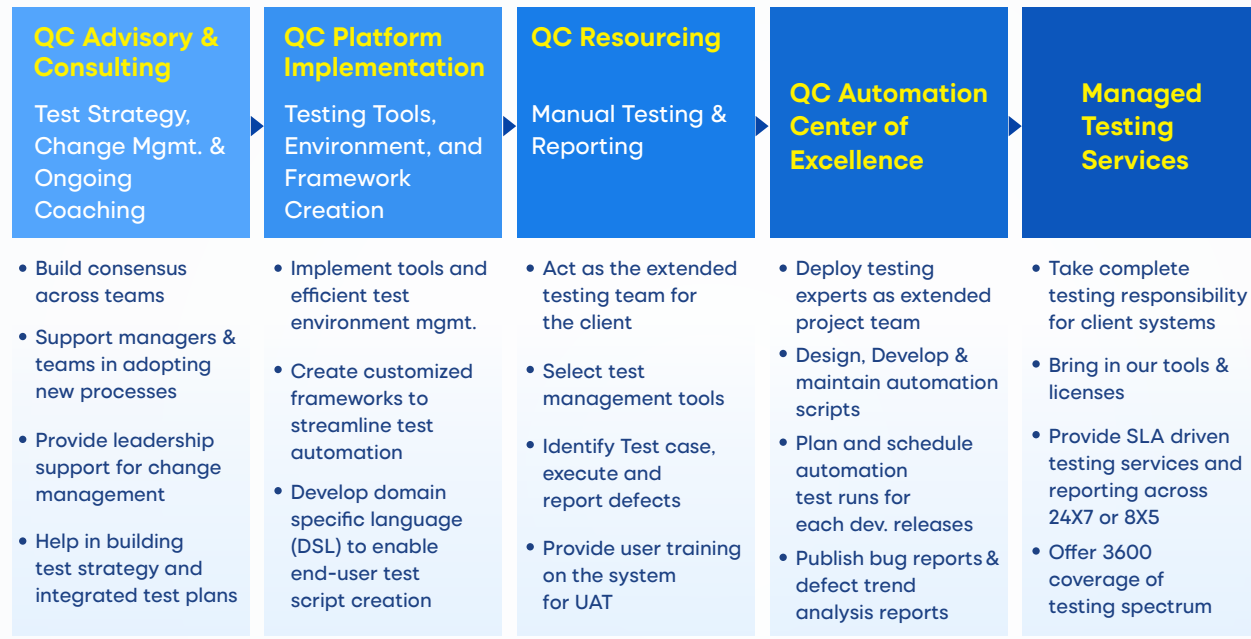 QC Advisory &
Consulting
Test Strategy,
Change Mgmt. &
Ongoing
Coaching
• Build consensus
across teams
• Support managers &
teams in adopting
new processes
• Provide leadership
support for change
management
• Help in building
test strategy and
integrated test plans
QC Platform
Implementation
Testing Tools,
Environment, and
Framework
Creation
• Implement tools and
efficient test
environment mgmt.
• Create customized
frameworks to
streamline test
automation
• Develop domain
specific language
(DSL) to enable
end-user test
script creation
QC Resourcing
Manual Testing &
Reporting
• Act as the extended
testing team for
the client
• Select test
management tools
• Identify Test case,
execute and
report defects
• Provide user training
on the system
for UAT
QC Automation
Center of
Excellence
• Deploy testing
experts as extended
project team
• Design, Develop &
maintain automation
scripts
• Plan and schedule
automation
test runs for
each dev. releases
• Publish bug reports &
defect trend
analysis reports
Managed
Testing
Services
• Take complete
testing responsibility
for client systems
• Bring in our tools &
licenses
• Provide SLA driven
testing services and
reporting across
24X7 or 8X5
• Offer 3600
coverage of
testing spectrum